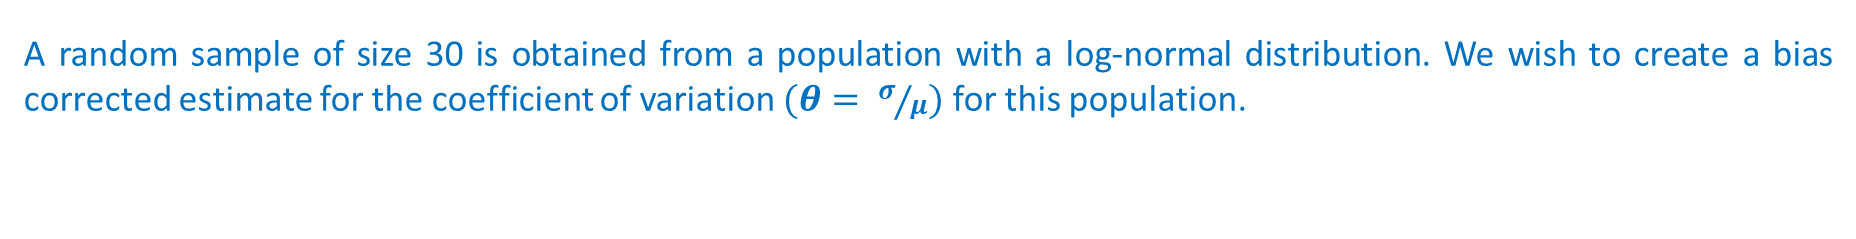 A random sample of size 30 is obtained from a population with a log-normal distribution. We wish to create a bias
corrected estimate for the coefficient of variation (θ = σ/μ) for this population.